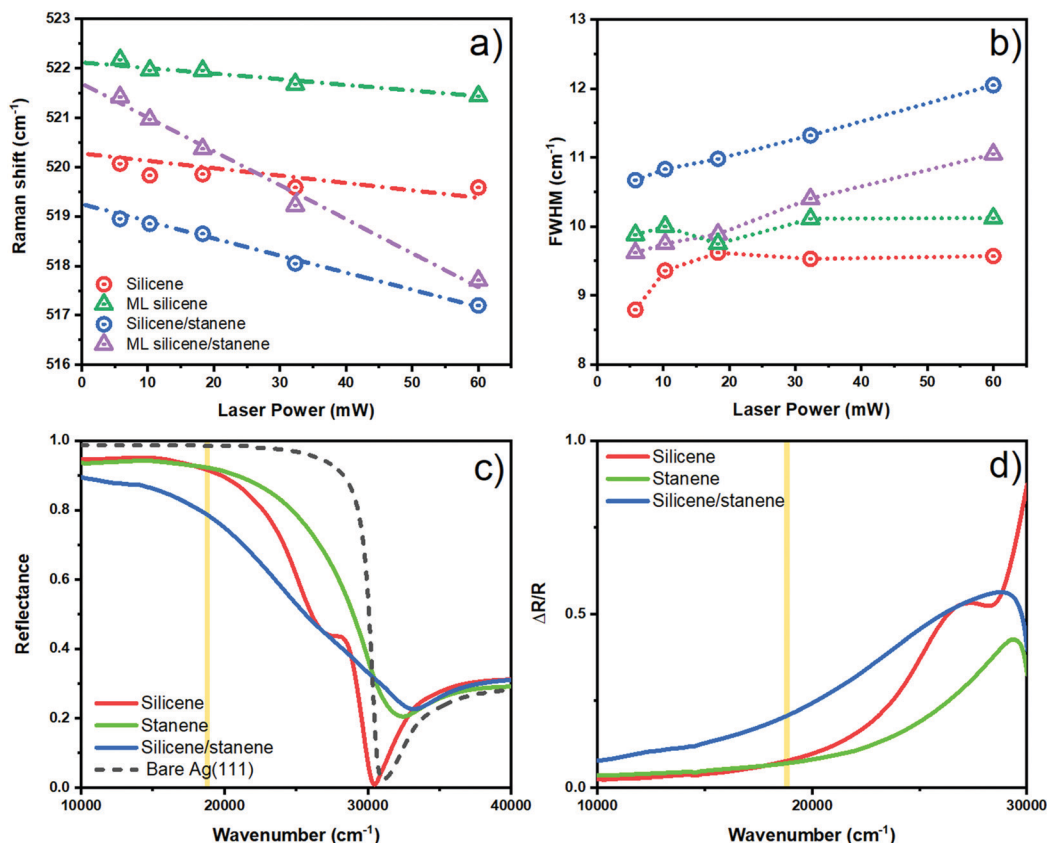 a)
Raman shift (cm⁻¹)
523
522
521
520
519
518
517
516
Silicene
ML silicene
Silicene/stanene
ML silicene/stanene
0 10 20 30 40 50 60
Laser Power (mW)
b)
FWHM (cm⁻¹)
13
12
11
10
9
8
0 10 20 30 40 50 60
Laser Power (mW)
c)
Reflectance
1.0
0.8
0.6
0.4
0.2
0.0
Silicene
Stanene
Silicene/stanene
Bare Ag(111)
10000 20000 30000 40000
Wavenumber (cm⁻¹)
d)
ΔR/R
1.0
0.5
0.0
Silicene
Stanene
Silicene/stanene
10000 20000 30000
Wavenumber (cm⁻¹)